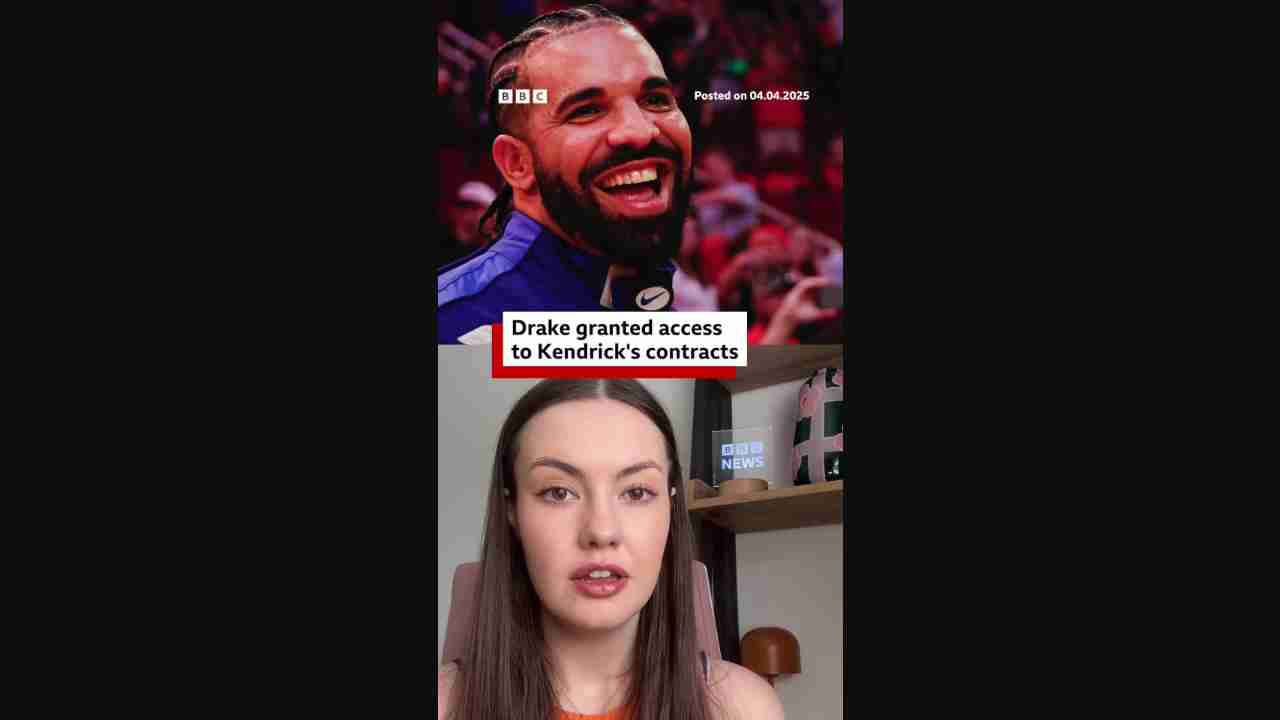 BBC
Posted on 04.04.2025
Drake granted access
to Kendrick's contracts
BBC
NEWS